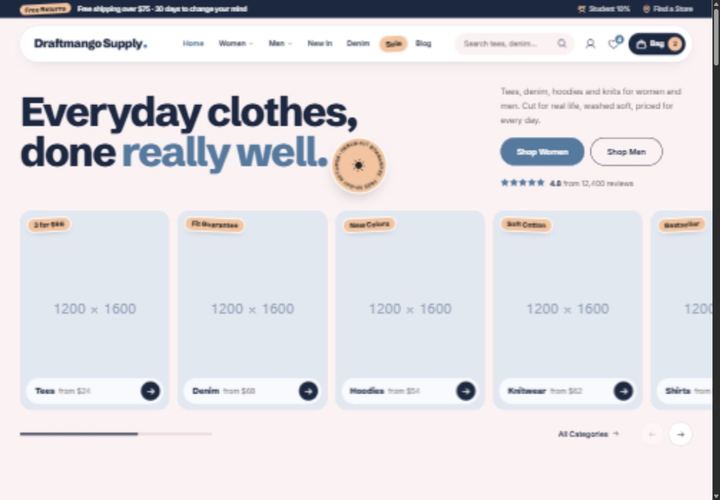 Free Returns Free shipping over $75 · 30 days to change your mind
Student 10% Find a Store
Draftmango Supply.
Home Women Men New In Denim Sale Blog
Search tees, denim...
Bag 2
Everyday clothes,
done really well.
Tees, denim, hoodies and knits for women and
men. Cut for real life, washed soft, priced for
every day.
Shop Women Shop Men
4.8 from 12,400 reviews
Fit Guarantee
New Colors
Soft Cotton
Bestseller
1200 × 1600
1200 × 1600
1200 × 1600
1200 × 1600
Tees from $24
Denim from $68
Hoodies from $54
Knitwear from $62
Shirts
All Categories →